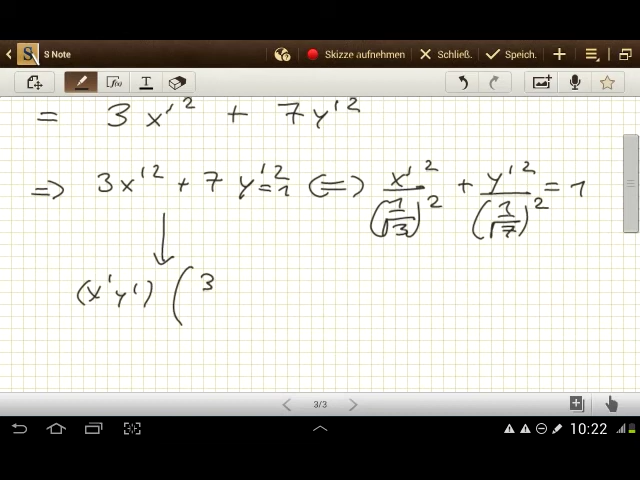 S Note
Skizze aufnehmen
Schließ.
Speich.
f(x)
T
= 3x'² + 7y'²
=> 3x'² + 7y'² = 1 <=> x'²/(1/√3)² + y'²/(1/√7)² = 1
(x'y') (3
3/3
10:22